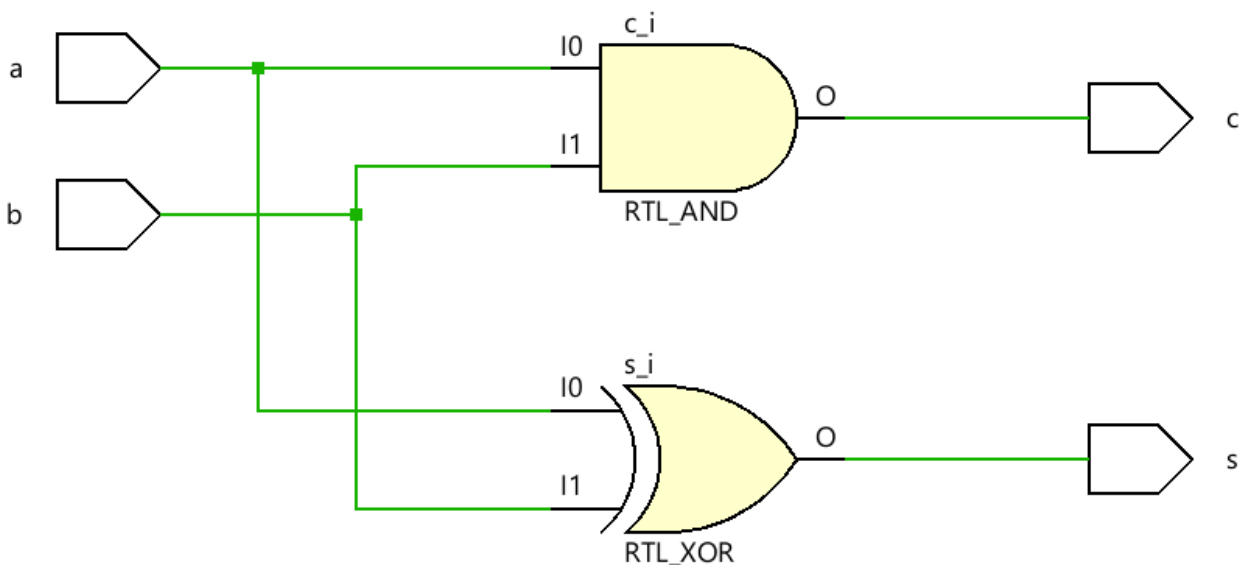 c_i
I0
a
O
c
I1
b
RTL_AND
s_i
I0
O
s
I1
RTL_XOR